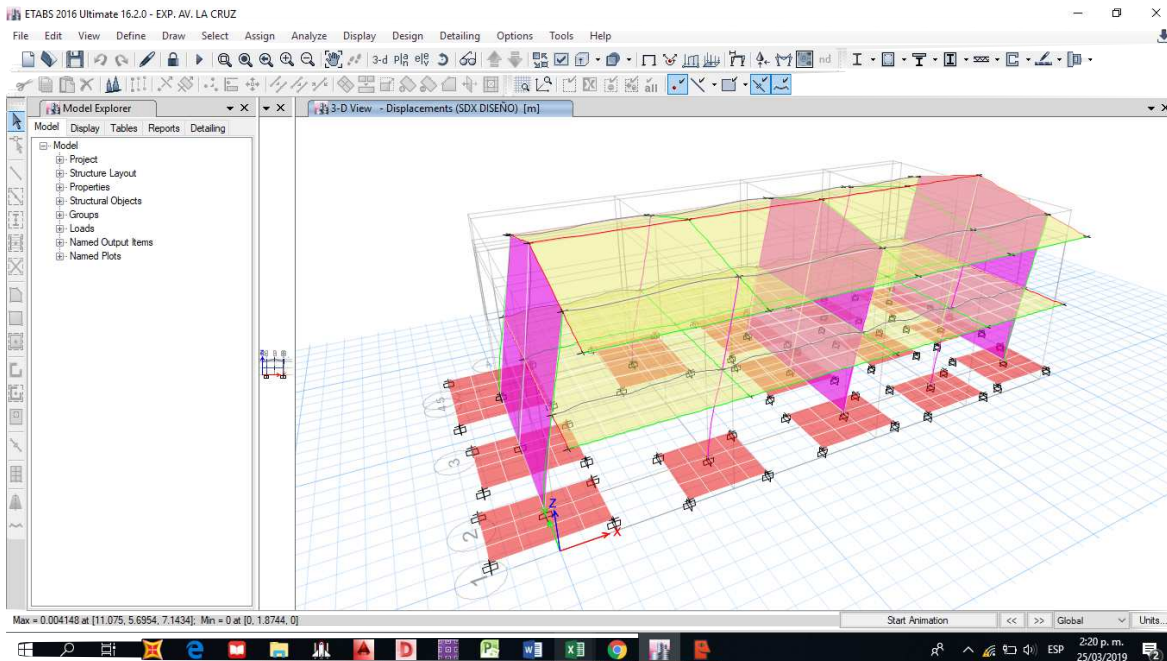 ETABS 2016 Ultimate 16.2.0 - EXP. AV. LA CRUZ
File Edit View Define Draw Select Assign Analyze Display Design Detailing Options Tools Help
3-d
nd
all
Model Explorer
3-D View - Displacements (SDX DISEÑO) [m]
Model Display Tables Reports Detailing
Model
Project
Structure Layout
Properties
Structural Objects
Groups
Loads
Named Output Items
Named Plots
3
2
1
Z
X
Max = 0.004148 at [11.075, 5.6954, 7.1434]; Min = 0 at [0, 1.8744, 0]
Start Animation << >> Global Units...
ESP
2:20 p. m.
25/03/2019